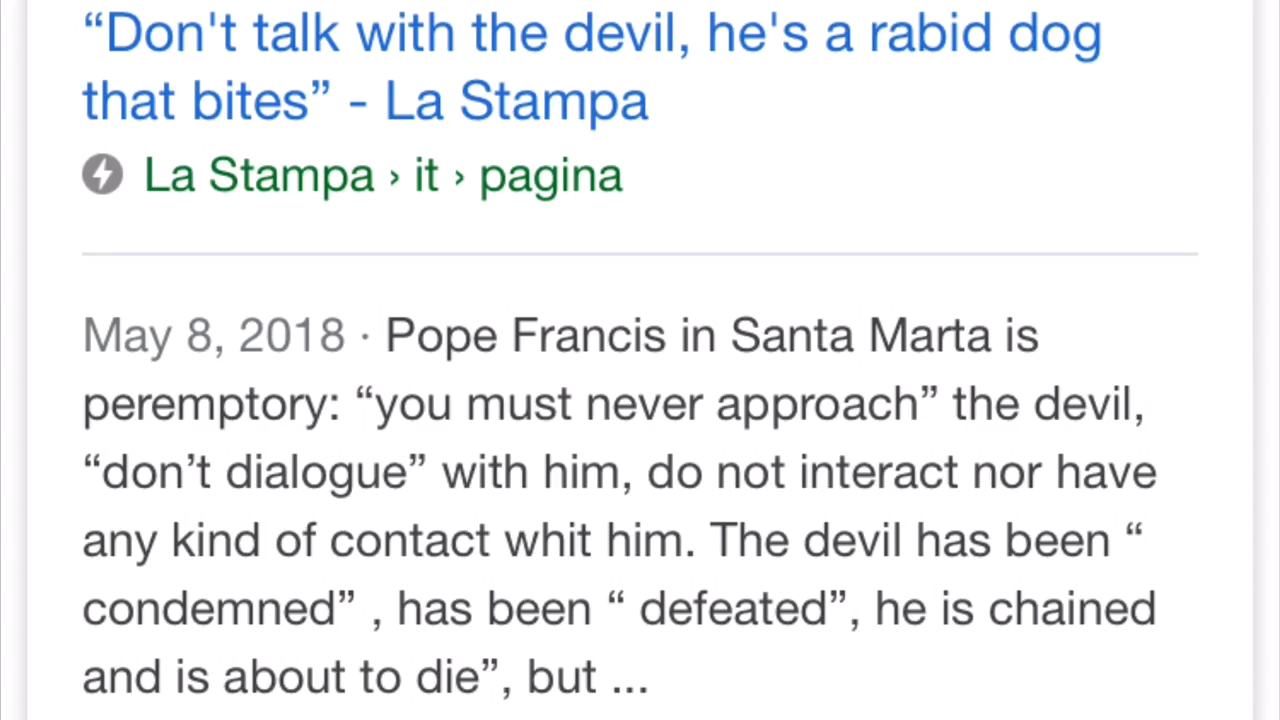 “Don't talk with the devil, he's a rabid dog
that bites” - La Stampa
La Stampa › it › pagina
May 8, 2018 · Pope Francis in Santa Marta is
peremptory: “you must never approach” the devil,
“don’t dialogue” with him, do not interact nor have
any kind of contact whit him. The devil has been “
condemned” , has been “ defeated”, he is chained
and is about to die”, but ...